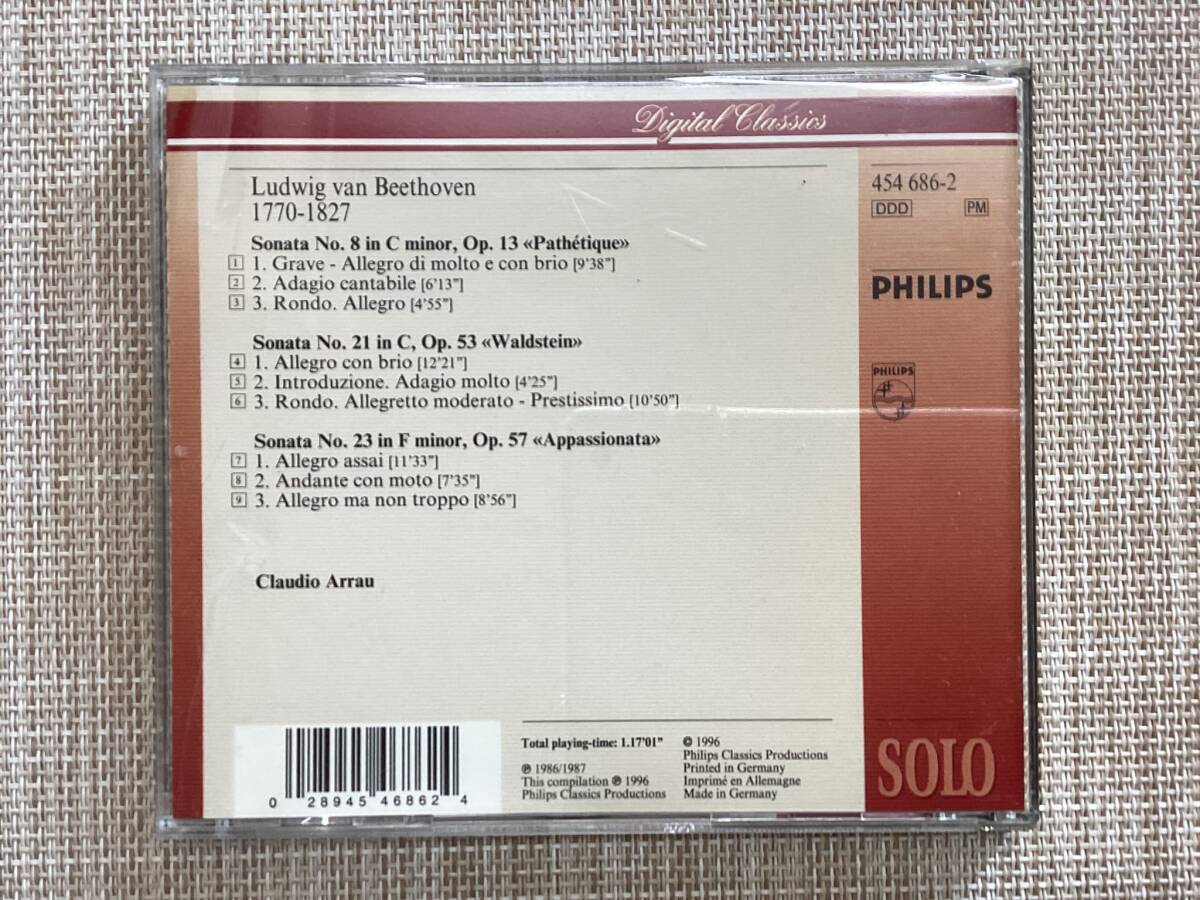 Digital Classics
Ludwig van Beethoven
1770-1827
Sonata No. 8 in C minor, Op. 13 «Pathétique»
1 1. Grave - Allegro di molto e con brio [9'38"]
2 2. Adagio cantabile [6'13"]
3 3. Rondo. Allegro [4'55"]
Sonata No. 21 in C, Op. 53 «Waldstein»
4 1. Allegro con brio [12'21"]
5 2. Introduzione. Adagio molto [4'25"]
6 3. Rondo. Allegretto moderato - Prestissimo [10'50"]
Sonata No. 23 in F minor, Op. 57 «Appassionata»
7 1. Allegro assai [11'33"]
8 2. Andante con moto [7'35"]
9 3. Allegro ma non troppo [8'56"]
Claudio Arrau
454 686-2
DDD PM
PHILIPS
PHILIPS
SOLO
0 28945 46862 4
Total playing-time: 1.17'01"
℗ 1986/1987
This compilation ℗ 1996
Philips Classics Productions
© 1996
Philips Classics Productions
Printed in Germany
Imprimé en Allemagne
Made in Germany